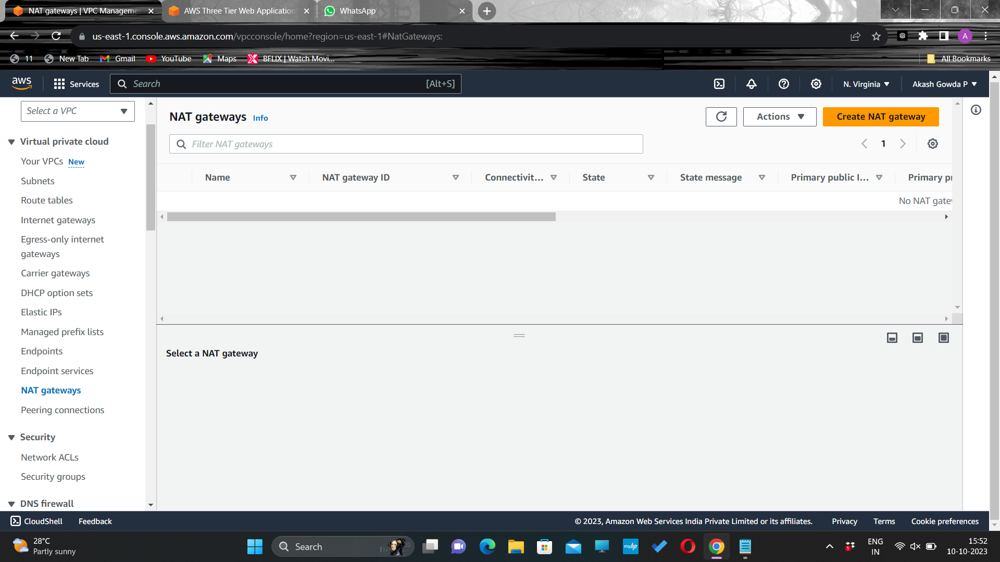 NAT gateways | VPC Manageme
AWS Three Tier Web Application
WhatsApp
us-east-1.console.aws.amazon.com/vpcconsole/home?region=us-east-1#NatGateways:
A
11
New Tab
Gmail
YouTube
Maps
BFLIX | Watch Movi...
All Bookmarks
aws
Services
Search
[Alt+S]
N. Virginia
Akash Gowda P
Select a VPC
Virtual private cloud
Your VPCs New
Subnets
Route tables
Internet gateways
Egress-only internet
gateways
Carrier gateways
DHCP option sets
Elastic IPs
Managed prefix lists
Endpoints
Endpoint services
NAT gateways
Peering connections
Security
Network ACLs
Security groups
DNS firewall
NAT gateways Info
Actions
Create NAT gateway
Filter NAT gateways
1
Name
NAT gateway ID
Connectivit...
State
State message
Primary public I...
Primary pr
No NAT gatew
Select a NAT gateway
CloudShell
Feedback
© 2023, Amazon Web Services India Private Limited or its affiliates.
Privacy
Terms
Cookie preferences
28°C
Partly sunny
Search
myhp
1
ENG
IN
15:52
10-10-2023